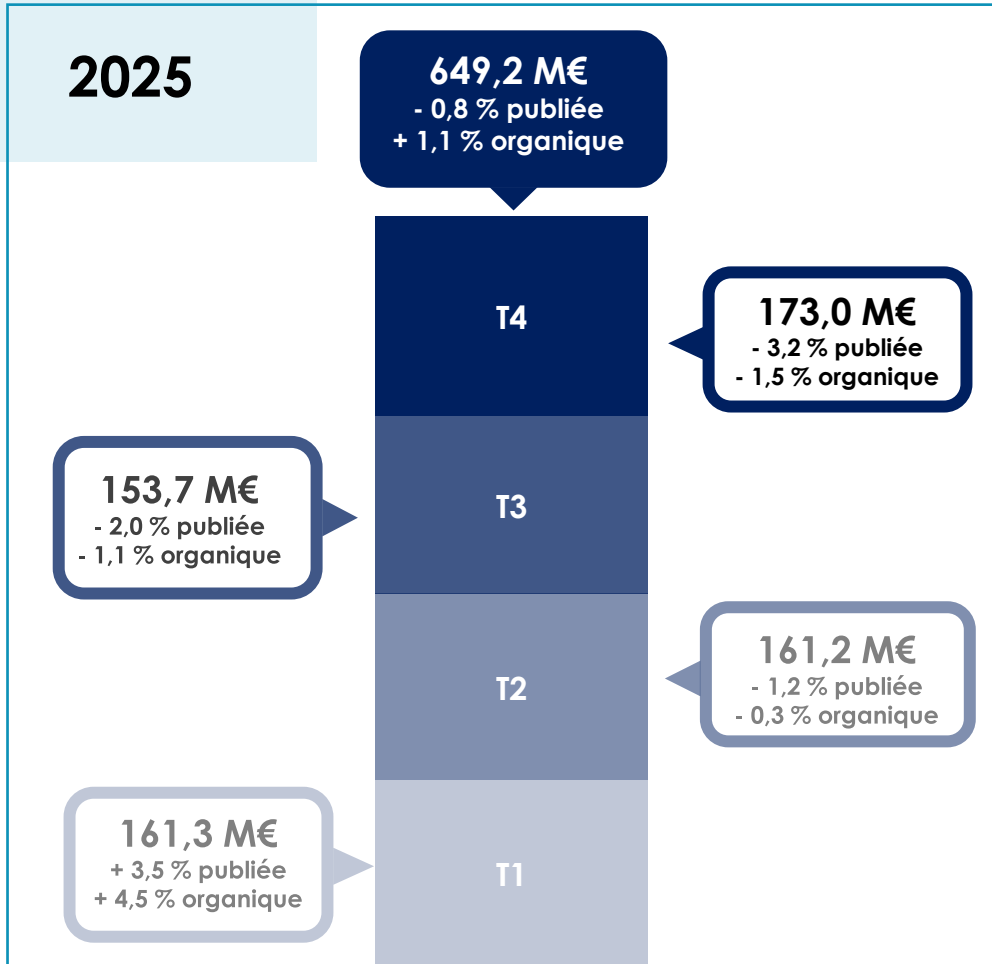 2025
649,2 M€
- 0,8 % publiée
+ 1,1 % organique
T4
173,0 M€
- 3,2 % publiée
- 1,5 % organique
153,7 M€
- 2,0 % publiée
- 1,1 % organique
T3
T2
161,2 M€
- 1,2 % publiée
- 0,3 % organique
161,3 M€
+ 3,5 % publiée
+ 4,5 % organique
T1